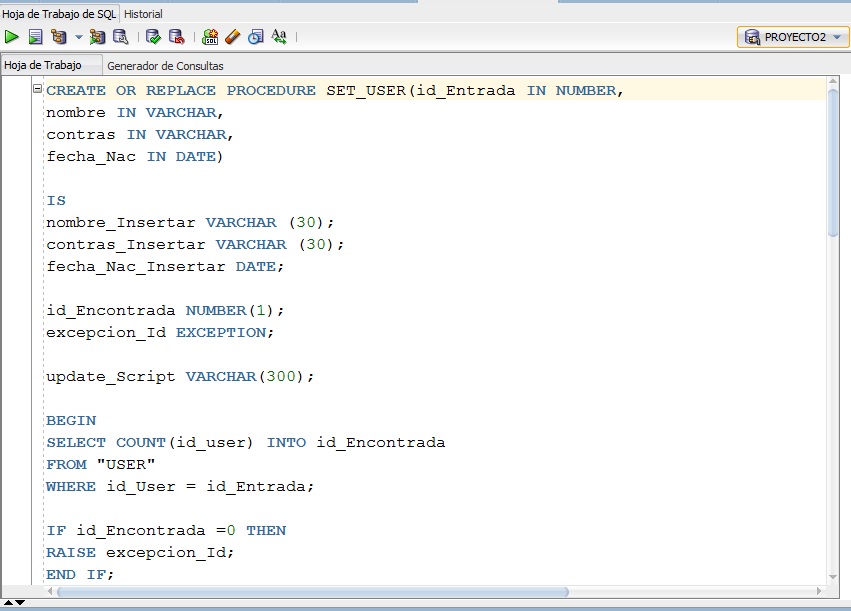 Hoja de Trabajo de SQL Historial
PROYECTO2
Hoja de Trabajo Generador de Consultas
CREATE OR REPLACE PROCEDURE SET_USER(id_Entrada IN NUMBER,
nombre IN VARCHAR,
contras IN VARCHAR,
fecha_Nac IN DATE)
IS
nombre_Insertar VARCHAR (30);
contras_Insertar VARCHAR (30);
fecha_Nac_Insertar DATE;
id_Encontrada NUMBER(1);
excepcion_Id EXCEPTION;
update_Script VARCHAR(300);
BEGIN
SELECT COUNT(id_user) INTO id_Encontrada
FROM "USER"
WHERE id_User = id_Entrada;
IF id_Encontrada =0 THEN
RAISE excepcion_Id;
END IF;